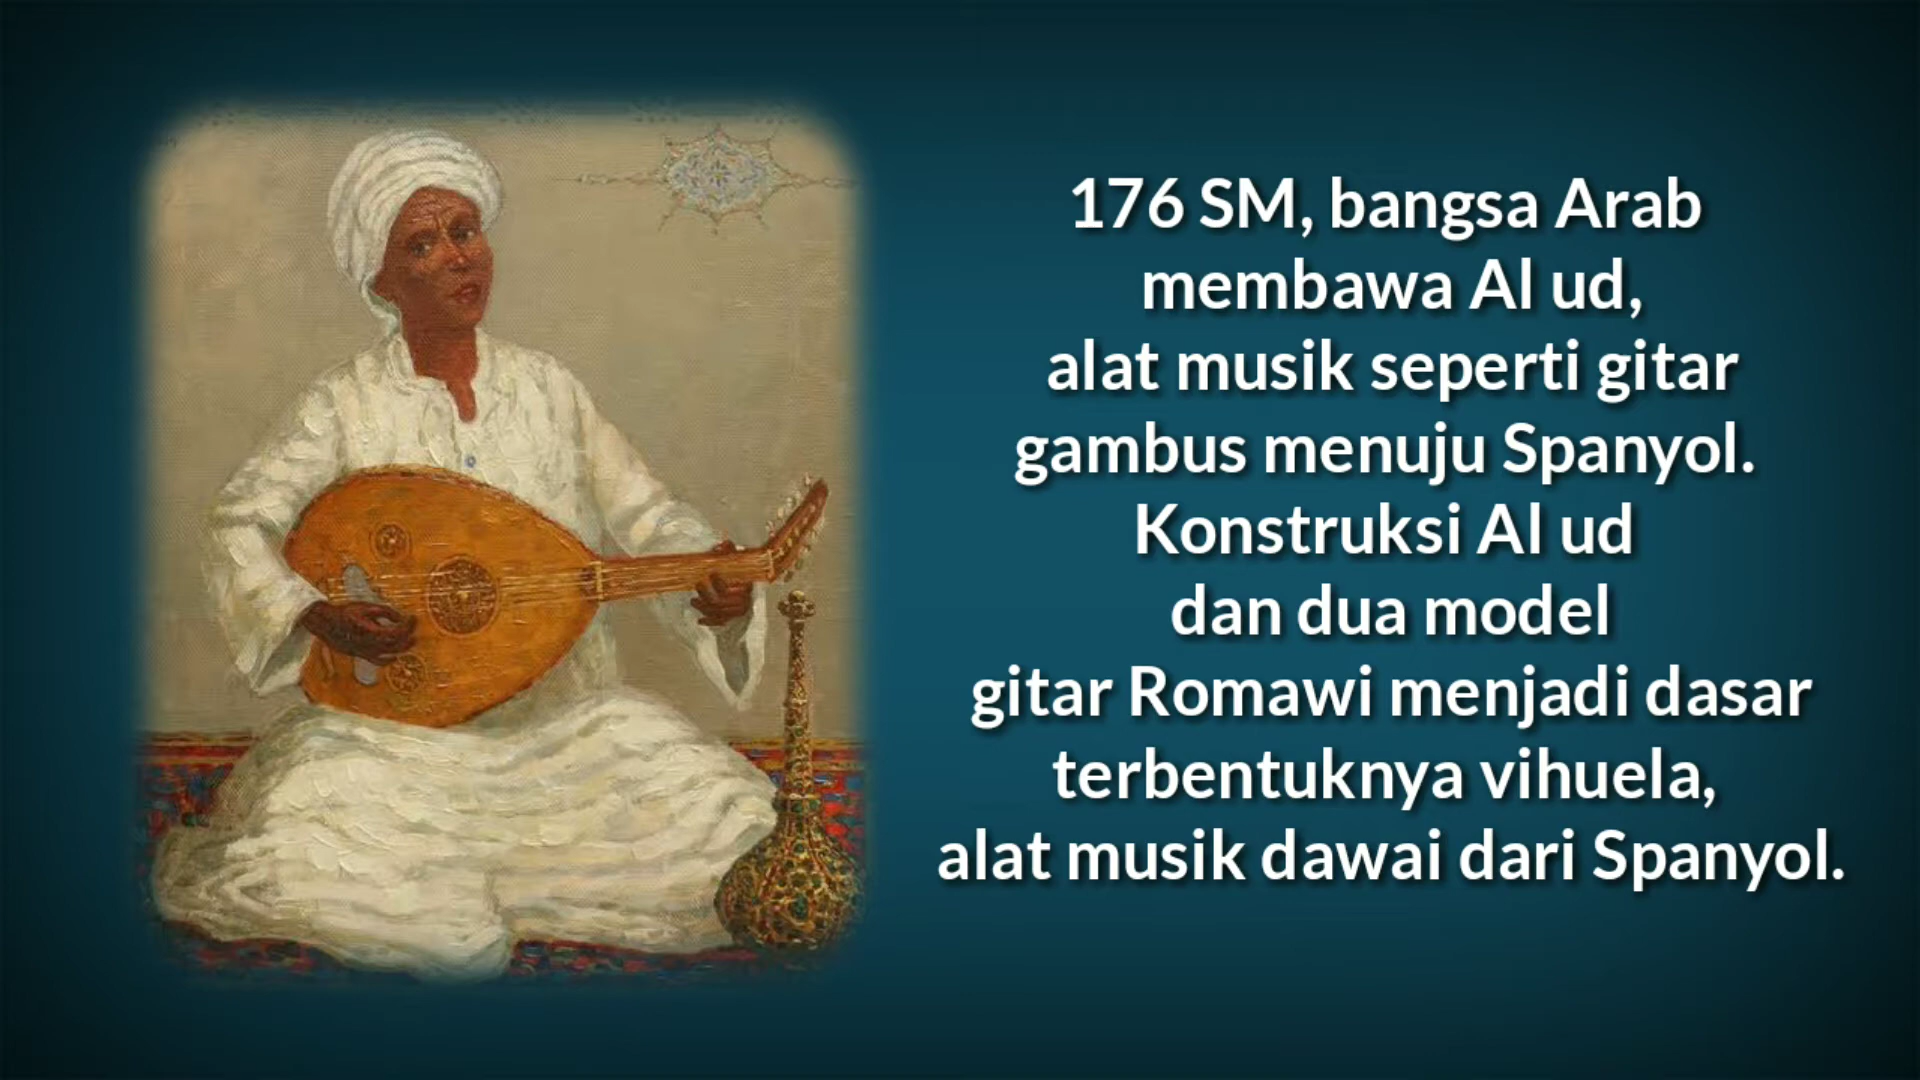 176 SM, bangsa Arab
membawa Al ud,
alat musik seperti gitar
gambus menuju Spanyol.
Konstruksi Al ud
dan dua model
gitar Romawi menjadi dasar
terbentuknya vihuela,
alat musik dawai dari Spanyol.